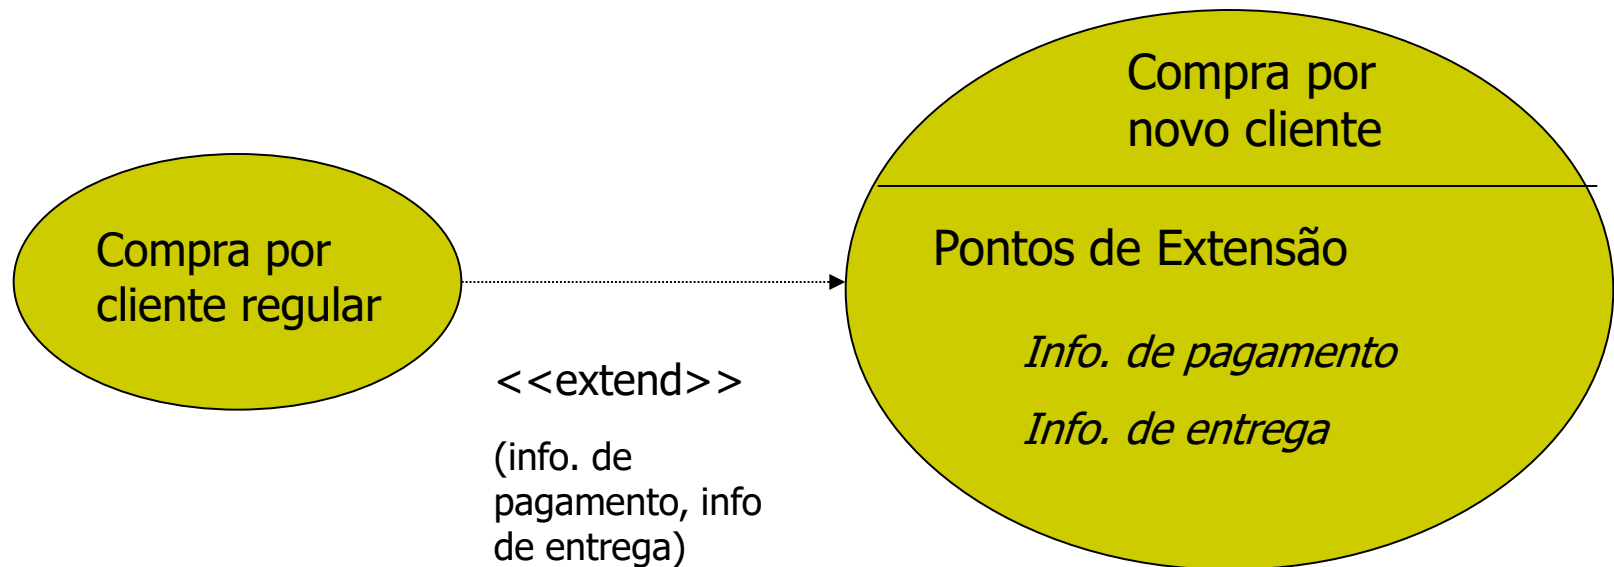 Compra por
cliente regular
<<extend>>
(info. de
pagamento, info
de entrega)
Compra por
novo cliente
Pontos de Extensão
Info. de pagamento
Info. de entrega